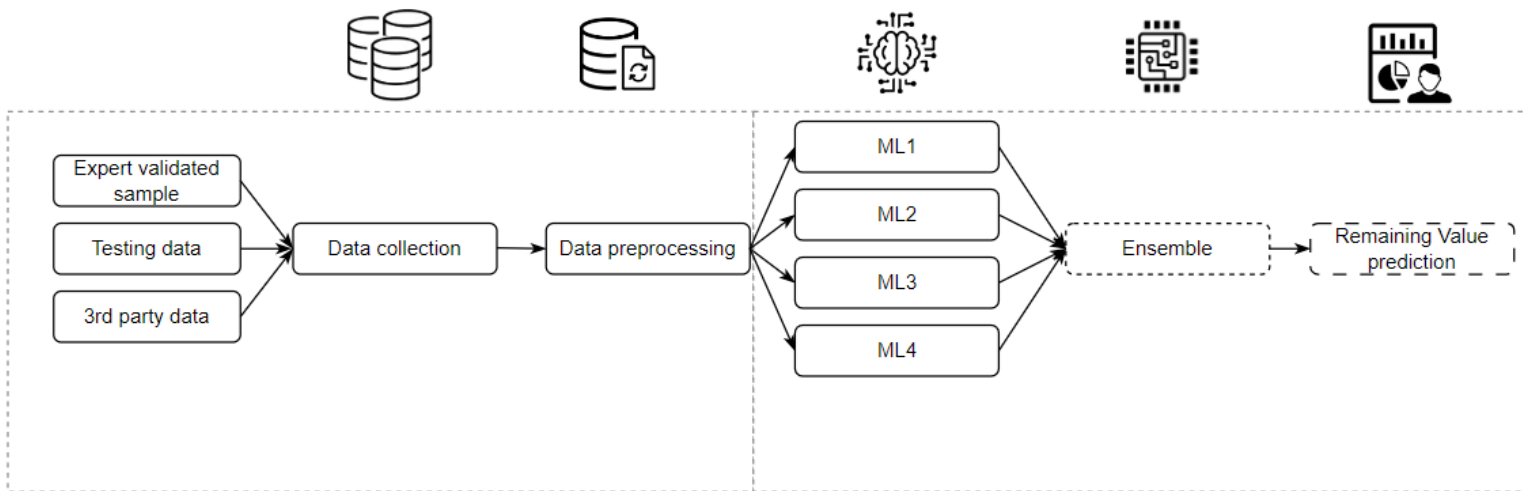 Expert validated
sample
Testing data
3rd party data
Data collection
Data preprocessing
ML1
ML2
ML3
ML4
Ensemble
Remaining Value
prediction